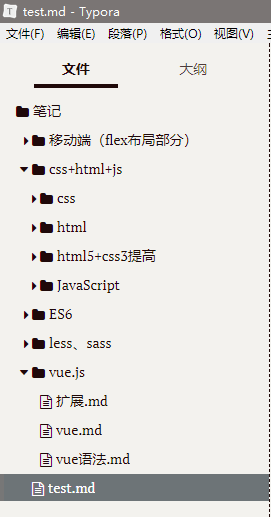 T test.md - Typora
文件(F) 编辑(E) 段落(P) 格式(O) 视图(V)
文件 大纲
笔记
移动端（flex布局部分）
css+html+js
css
html
html5+css3提高
JavaScript
ES6
less、sass
vue.js
扩展.md
vue.md
vue语法.md
test.md